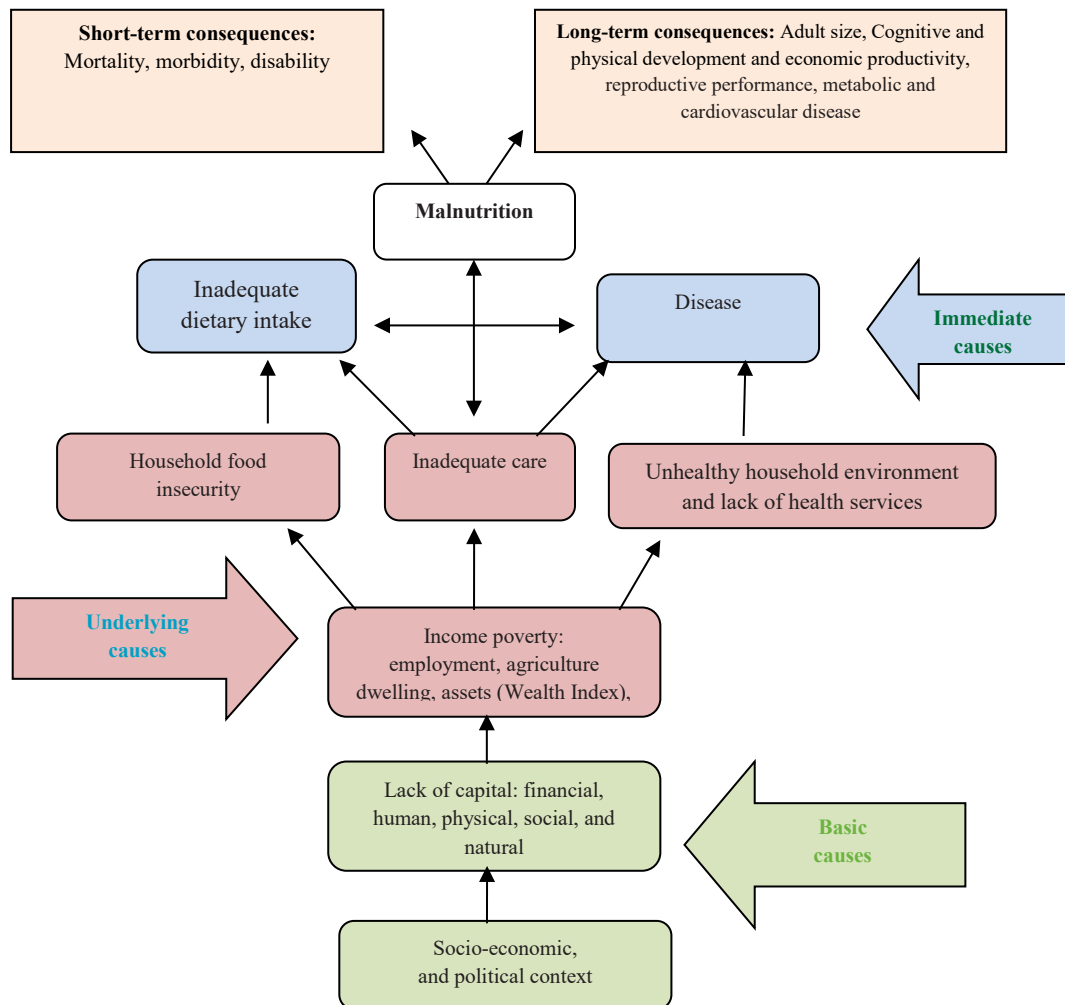 Short-term consequences:
Mortality, morbidity, disability
Long-term consequences: Adult size, Cognitive and
physical development and economic productivity,
reproductive performance, metabolic and
cardiovascular disease
Malnutrition
Inadequate
dietary intake
Disease
Immediate
causes
Household food
insecurity
Inadequate care
Unhealthy household environment
and lack of health services
Underlying
causes
Income poverty:
employment, agriculture
dwelling, assets (Wealth Index),
Lack of capital: financial,
human, physical, social, and
natural
Basic
causes
Socio-economic,
and political context